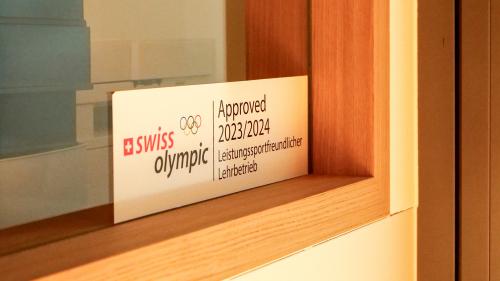 swiss
olympic
Approved
2023/2024
Leistungssportfreundlicher
Lehrbetrieb